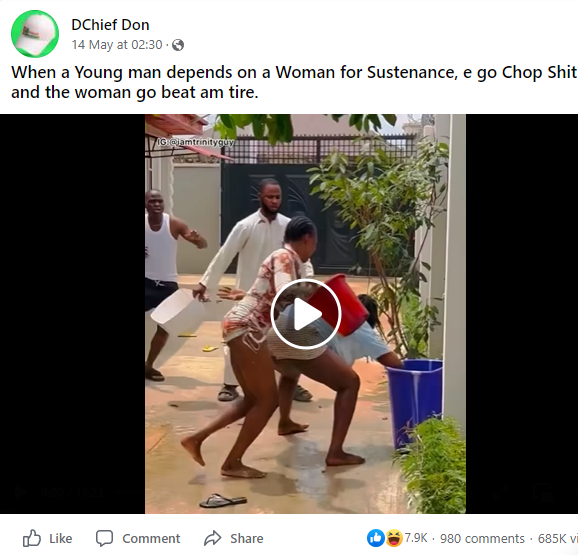 DChief Don
14 May at 02:30 ·
When a Young man depends on a Woman for Sustenance, e go Chop Shit
and the woman go beat am tire.
IG:@iamtrinityguy
Like
Comment
Share
7.9K · 980 comments · 685K vi